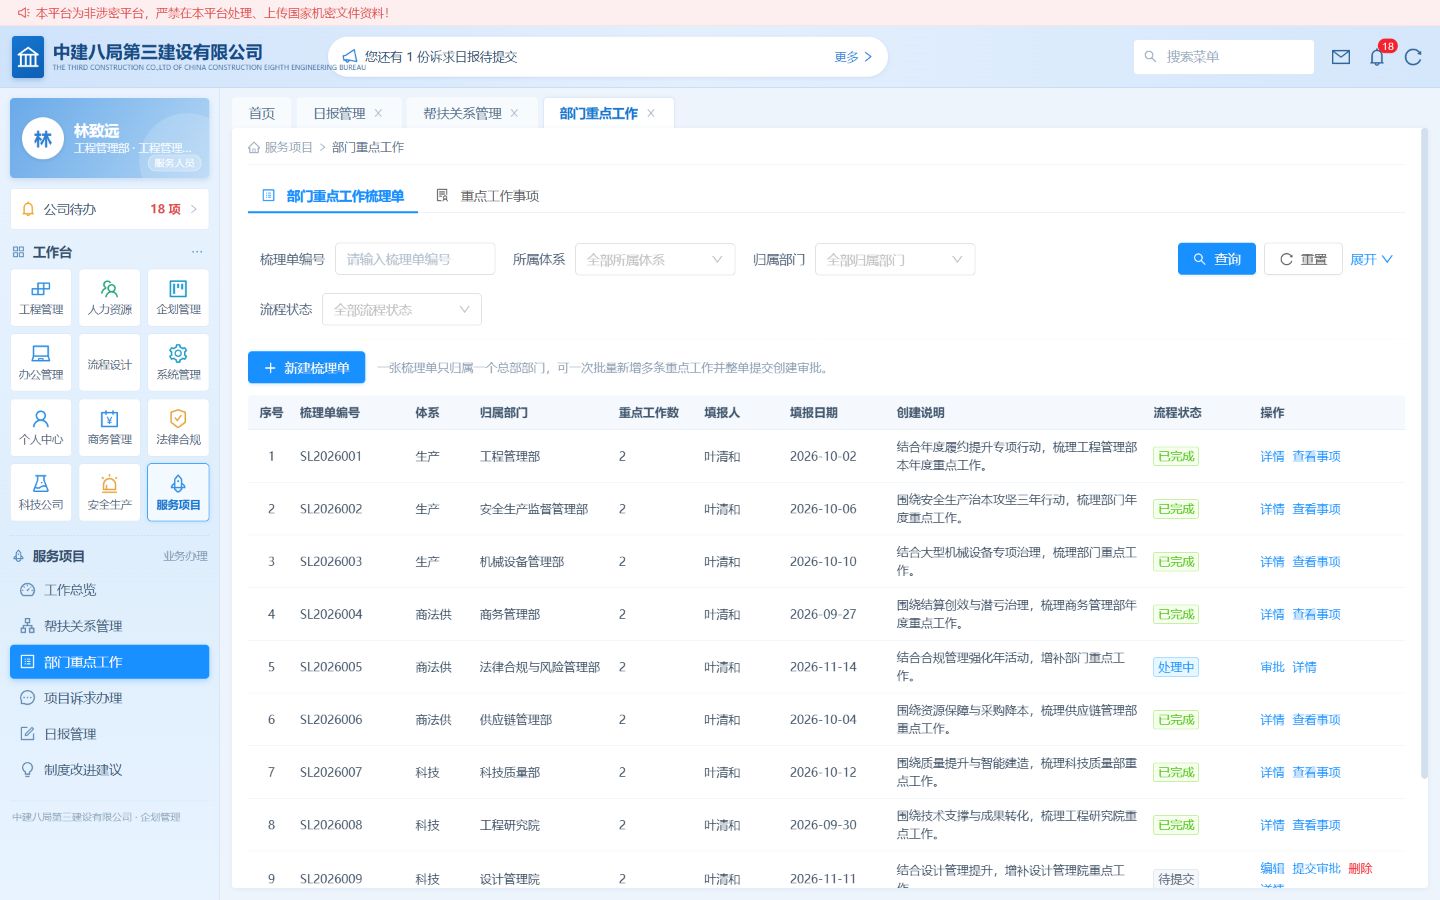 本平台为非涉密平台，严禁在本平台处理、上传国家机密文件资料！
中建八局第三建设有限公司
THE THIRD CONSTRUCTION CO.,LTD OF CHINA CONSTRUCTION EIGHTH ENGINEERING BUREAU
您还有 1 份诉求日报待提交
更多
搜索菜单
18
林
林致远
工程管理部 · 工程管理...
服务人员
公司待办
18 项
工作台
工程管理
人力资源
企划管理
办公管理
流程设计
系统管理
个人中心
商务管理
法律合规
科技公司
安全生产
服务项目
服务项目
业务办理
工作总览
帮扶关系管理
部门重点工作
项目诉求办理
日报管理
制度改进建议
中建八局第三建设有限公司 · 企划管理
首页
日报管理
帮扶关系管理
部门重点工作
服务项目 > 部门重点工作
部门重点工作梳理单
重点工作事项
梳理单编号 请输入梳理单编号
所属体系 全部所属体系
归属部门 全部归属部门
查询
重置
展开
流程状态 全部流程状态
新建梳理单
一张梳理单只归属一个总部部门，可一次批量新增多条重点工作并整单提交创建审批。
序号 梳理单编号 体系 归属部门 重点工作数 填报人 填报日期 创建说明 流程状态 操作
1 SL2026001 生产 工程管理部 2 叶清和 2026-10-02 结合年度履约提升专项行动，梳理工程管理部本年度重点工作。 已完成 详情 查看事项
2 SL2026002 生产 安全生产监督管理部 2 叶清和 2026-10-06 围绕安全生产治本攻坚三年行动，梳理部门年度重点工作。 已完成 详情 查看事项
3 SL2026003 生产 机械设备管理部 2 叶清和 2026-10-10 结合大型机械设备专项治理，梳理部门重点工作。 已完成 详情 查看事项
4 SL2026004 商法供 商务管理部 2 叶清和 2026-09-27 围绕结算创效与潜亏治理，梳理商务管理部年度重点工作。 已完成 详情 查看事项
5 SL2026005 商法供 法律合规与风险管理部 2 叶清和 2026-11-14 结合合规管理强化年活动，增补部门重点工作。 处理中 审批 详情
6 SL2026006 商法供 供应链管理部 2 叶清和 2026-10-04 围绕资源保障与采购降本，梳理供应链管理部重点工作。 已完成 详情 查看事项
7 SL2026007 科技 科技质量部 2 叶清和 2026-10-12 围绕质量提升与智能建造，梳理科技质量部重点工作。 已完成 详情 查看事项
8 SL2026008 科技 工程研究院 2 叶清和 2026-09-30 围绕技术支撑与成果转化，梳理工程研究院重点工作。 已完成 详情 查看事项
9 SL2026009 科技 设计管理院 2 叶清和 2026-11-11 结合设计管理提升，增补设计管理院重点工 待提交 编辑 提交审批 删除